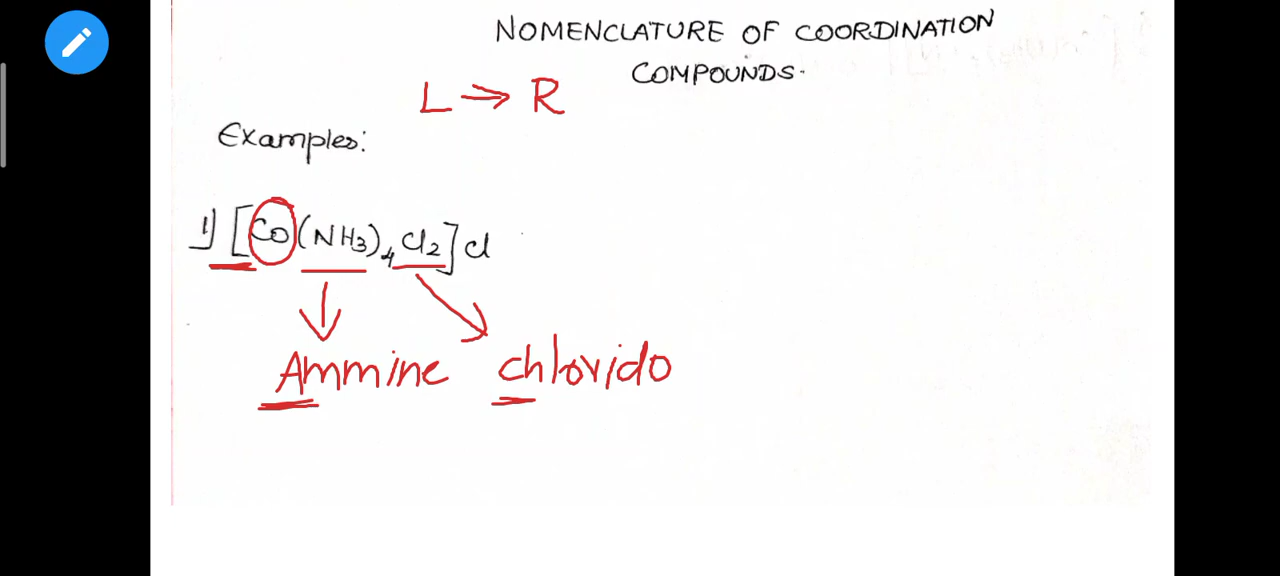 NOMENCLATURE OF COORDINATION
COMPOUNDS.
L → R
Examples:
1) [Co(NH3)4Cl2]Cl
Ammine chlorido